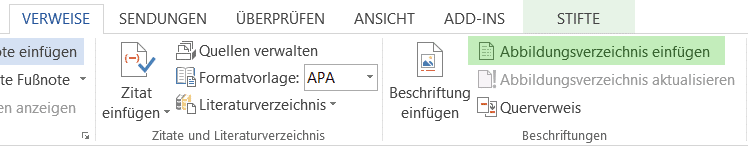 VERWEISE SENDUNGEN ÜBERPRÜFEN ANSICHT ADD-INS STIFTE
ote einfügen
te Fußnote
en anzeigen
Zitat
einfügen
Quellen verwalten
Formatvorlage: APA
Literaturverzeichnis
Zitate und Literaturverzeichnis
Beschriftung
einfügen
Abbildungsverzeichnis einfügen
Abbildungsverzeichnis aktualisieren
Querverweis
Beschriftungen